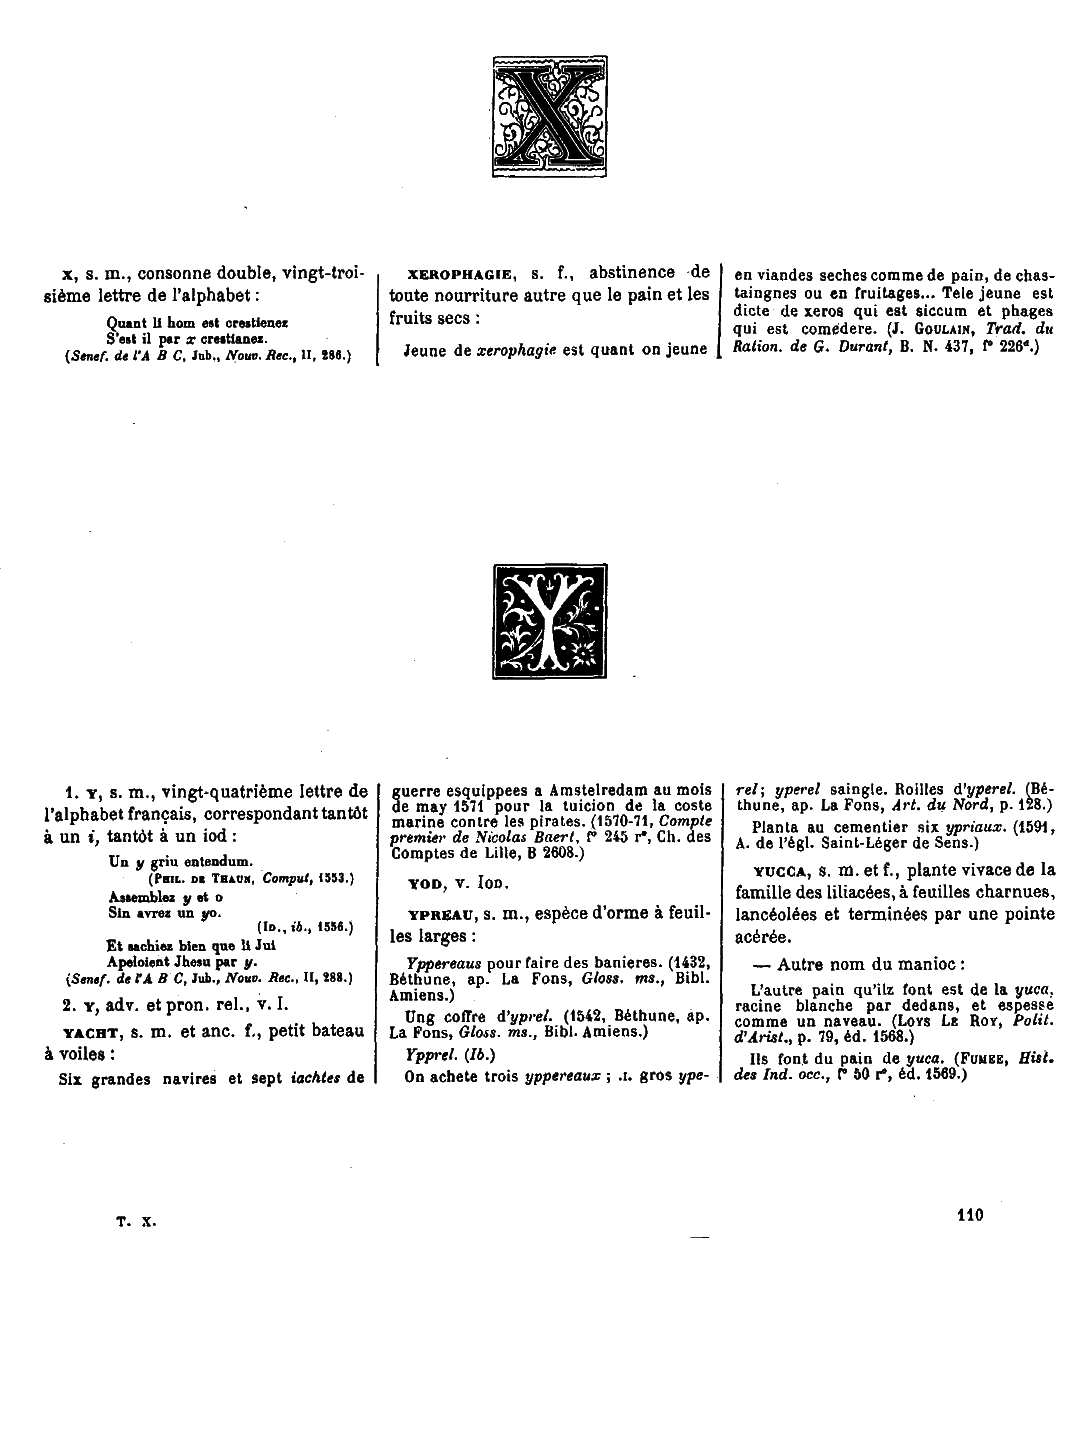 X
X, s. m., consonne double, vingt-troi-
sième lettre de l'alphabet :
Quant li hom est crestienez
S'est il par x crestianez.
(Senef. de l'A B C, Jub., Nouv. Rec., II, 286.)
XEROPHAGIE, s. f., abstinence de
toute nourriture autre que le pain et les
fruits secs :
Jeune de xerophagie est quant on jeune
en viandes seches comme de pain, de chas-
taingnes ou en fruitages... Tele jeune est
dicte de xeros qui est siccum et phages
qui est comedere. (J. GOULAIN, Trad. du
Ration. de G. Durant, B. N. 437, f° 226ᵈ.)
Y
1. Y, s. m., vingt-quatrième lettre de
l'alphabet français, correspondant tantôt
à un i, tantôt à un iod :
Un y griu entendum.
(PHIL. DE THAUN, Comput, 1553.)
Assemblez y et o
Sin avrez un yo.
(ID., ib., 1556.)
Et sachiez bien que li Jui
Apeloient Jhesu par y.
(Senef. de l'A B C, Jub., Nouv. Rec., II, 288.)
2. Y, adv. et pron. rel., v. I.
YACHT, s. m. et anc. f., petit bateau
à voiles :
Six grandes navires et sept iachtes de
guerre esquippees a Amstelredam au mois
de may 1571 pour la tuicion de la coste
marine contre les pirates. (1570-71, Compte
premier de Nicolas Baert, f° 245 r°, Ch. des
Comptes de Lille, B 2608.)
YOD, v. IOD.
YPREAU, s. m., espèce d'orme à feuil-
les larges :
Yppereaus pour faire des banieres. (1432,
Béthune, ap. La Fons, Gloss. ms., Bibl.
Amiens.)
Ung coffre d'yprel. (1542, Béthune, ap.
La Fons, Gloss. ms., Bibl. Amiens.)
Ypprel. (Ib.)
On achete trois yppereaux ; .I. gros ype-
rel; yperel saingle. Roilles d'yperel. (Bé-
thune, ap. La Fons, Art. du Nord, p. 128.)
Planta au cementier six ypriaux. (1591,
A. de l'égl. Saint-Léger de Sens.)
YUCCA, s. m. et f., plante vivace de la
famille des liliacées, à feuilles charnues,
lancéolées et terminées par une pointe
acérée.
— Autre nom du manioc :
L'autre pain qu'ilz font est de la yuca,
racine blanche par dedans, et espesse
comme un naveau. (LOYS LE ROY, Polit.
d'Arist., p. 79, éd. 1568.)
Ils font du pain de yuca. (FUMEE, Hist.
des Ind. occ., f° 50 r°, éd. 1569.)
T. X.
110